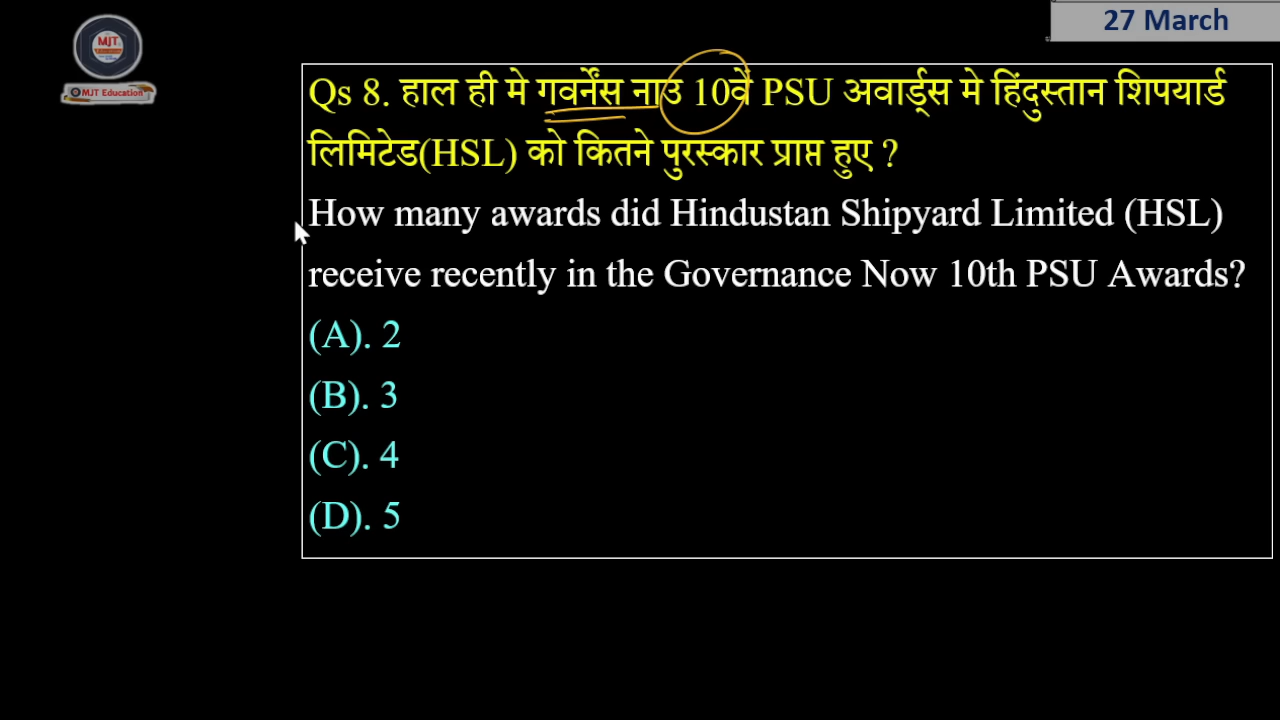 27 March
MJT
MJT Education
Qs 8. हाल ही मे गवर्नेंस नाउ 10वें PSU अवार्ड्स मे हिंदुस्तान शिपयार्ड
लिमिटेड(HSL) को कितने पुरस्कार प्राप्त हुए ?
How many awards did Hindustan Shipyard Limited (HSL)
receive recently in the Governance Now 10th PSU Awards?
(A). 2
(B). 3
(C). 4
(D). 5